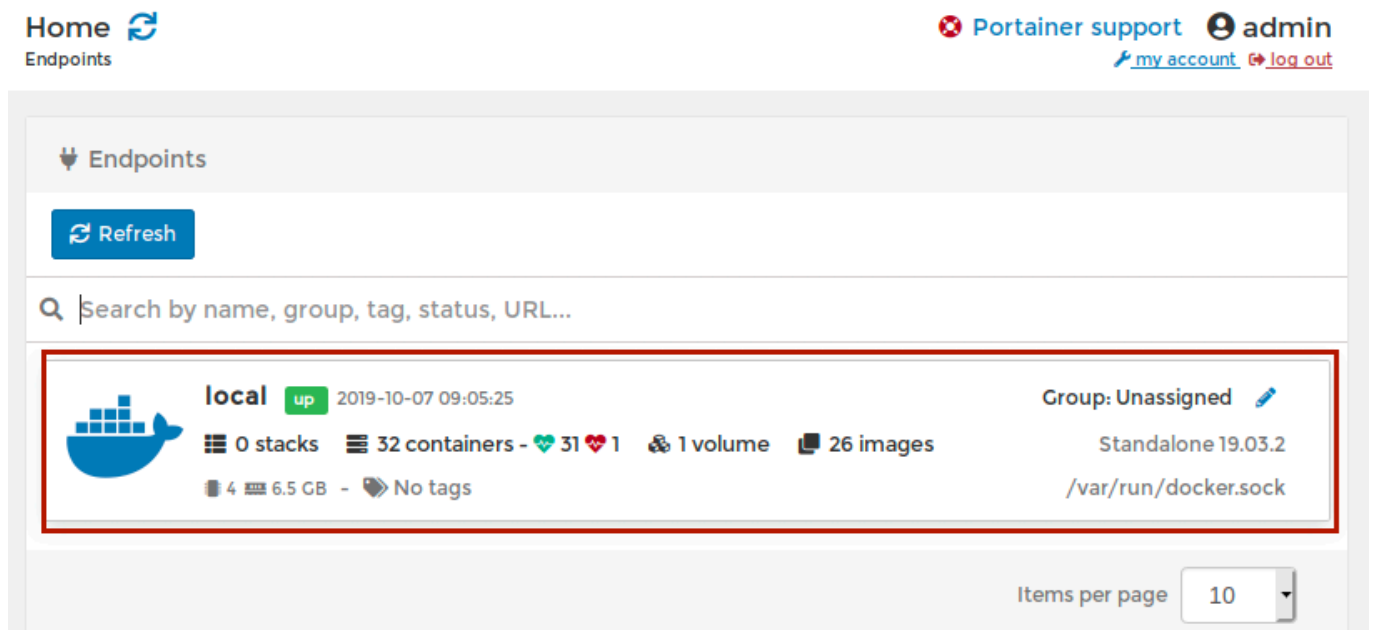 Home Portainer support admin
Endpoints my account log out
Endpoints
Refresh
Search by name, group, tag, status, URL...
local up 2019-10-07 09:05:25 Group: Unassigned
0 stacks 32 containers - 31 1 1 volume 26 images Standalone 19.03.2
4 6.5 GB - No tags /var/run/docker.sock
Items per page 10